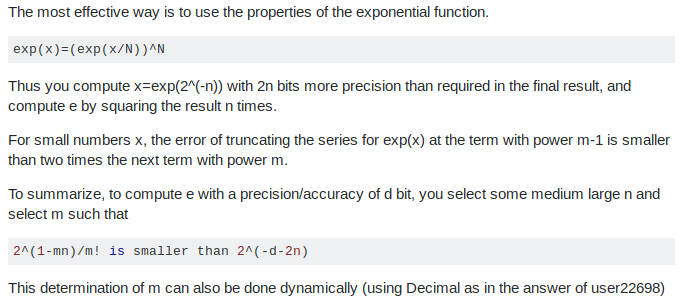 The most effective way is to use the properties of the exponential function.
exp(x)=(exp(x/N))^N
Thus you compute x=exp(2^(-n)) with 2n bits more precision than required in the final result, and
compute e by squaring the result n times.
For small numbers x, the error of truncating the series for exp(x) at the term with power m-1 is smaller
than two times the next term with power m.
To summarize, to compute e with a precision/accuracy of d bit, you select some medium large n and
select m such that
2^(1-mn)/m! is smaller than 2^(-d-2n)
This determination of m can also be done dynamically (using Decimal as in the answer of user22698)